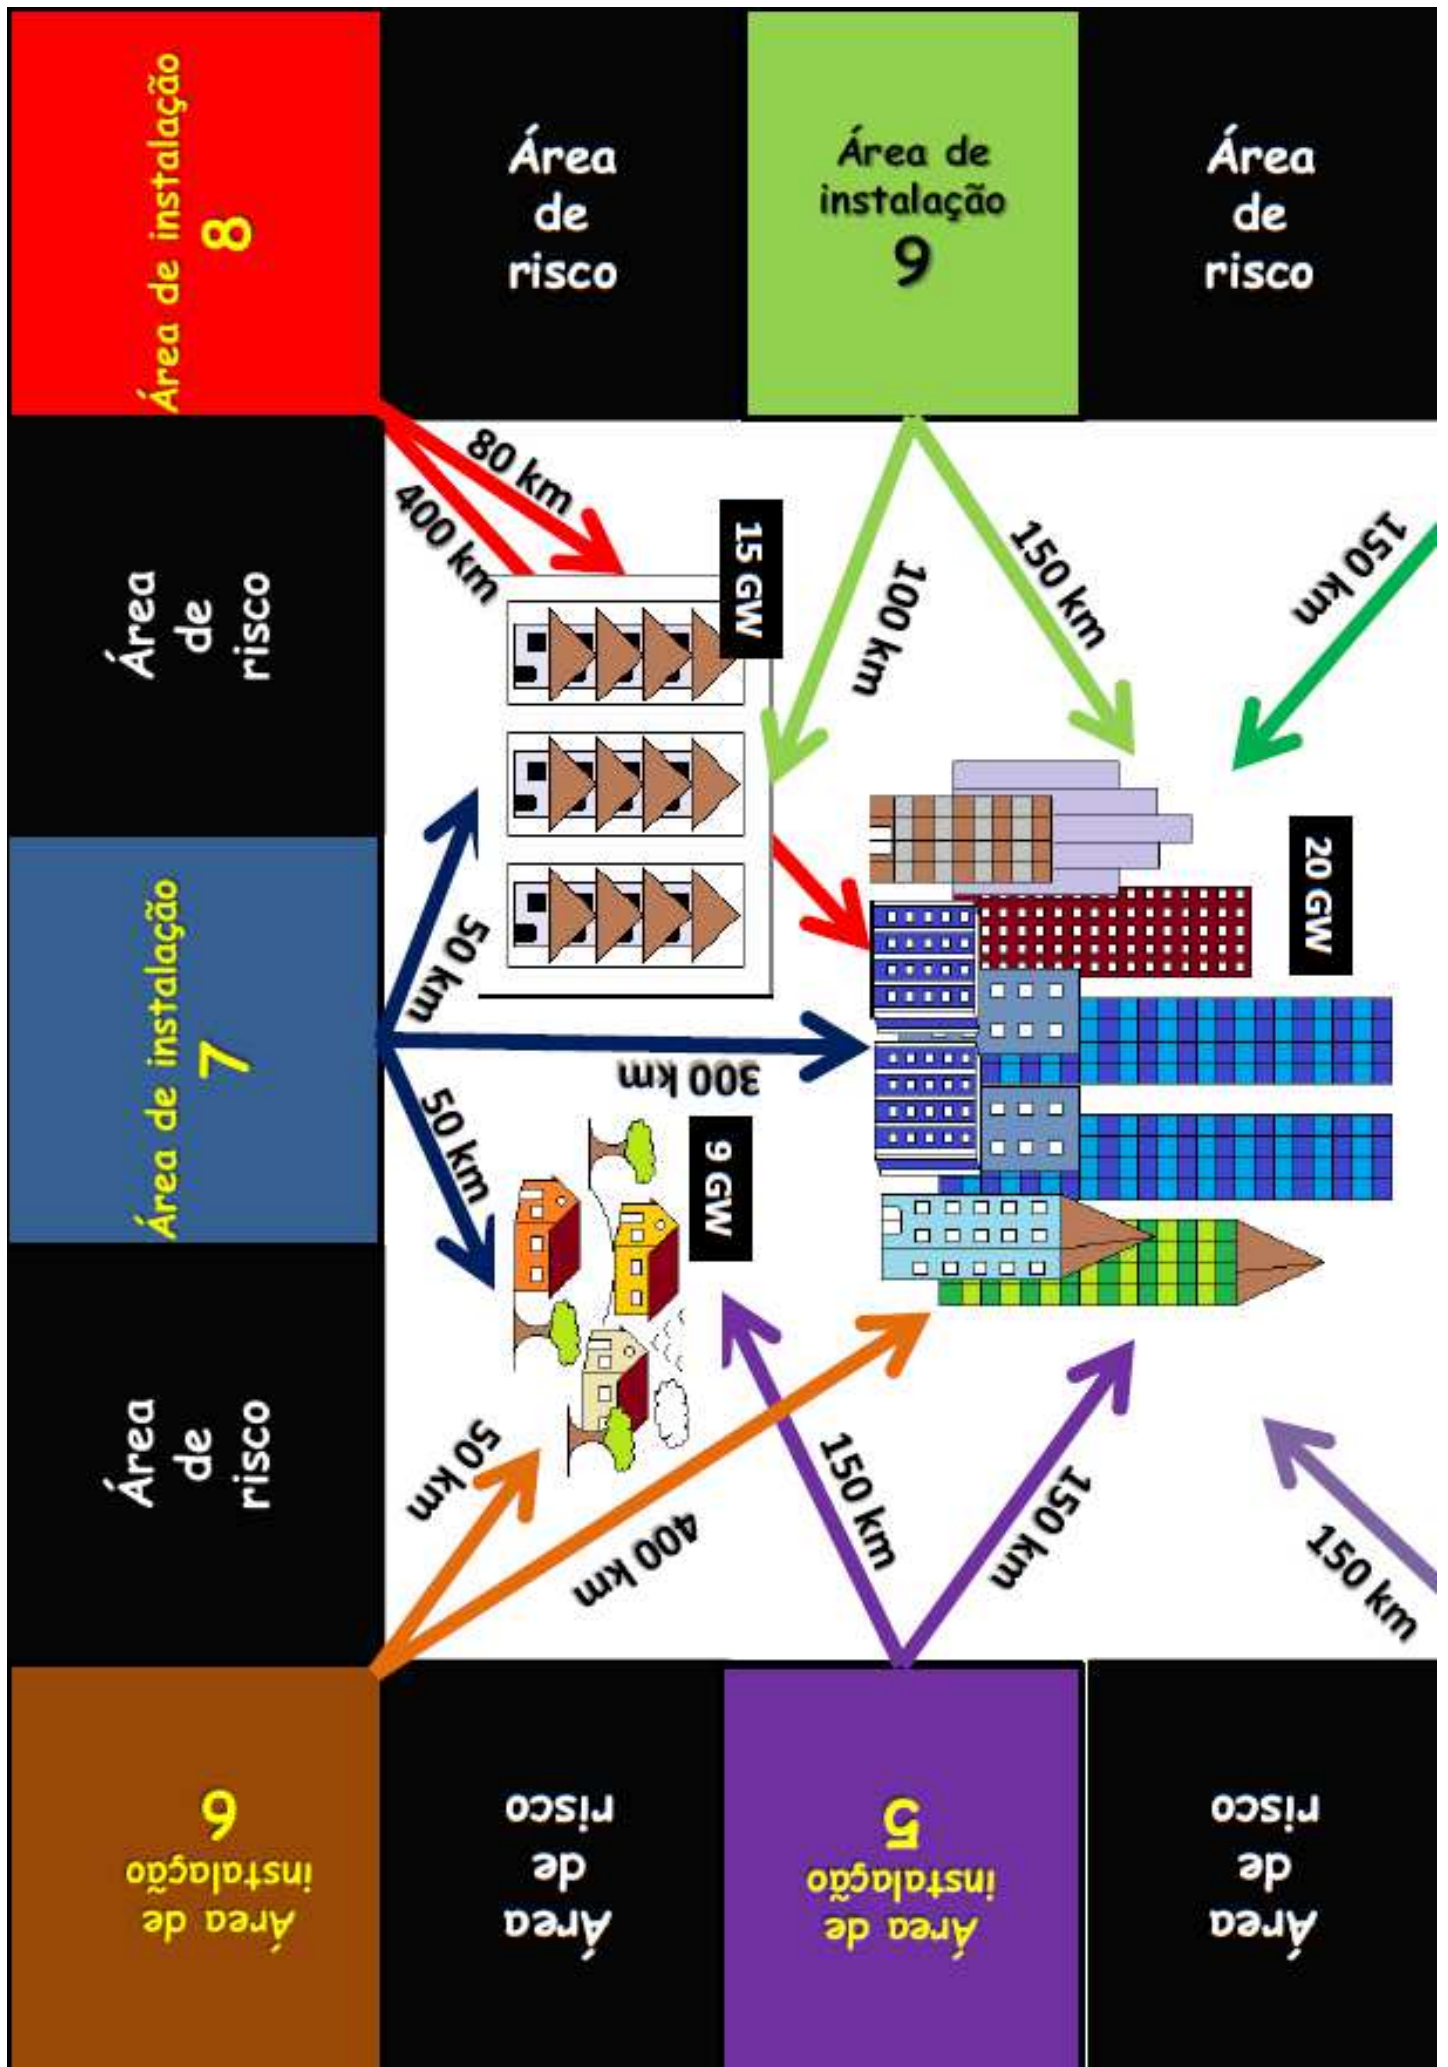 Área de instalação
8
Área
de
risco
Área de
instalação
9
Área
de
risco
80 km
400 km
15 GW
100 km
150 km
150 km
Área
de
risco
20 GW
Área de instalação
7
50 km
300 km
50 km
9 GW
Área
de
risco
50 km
400 km
150 km
150 km
150 km
Área de
instalação
6
Área
de
risco
Área de
instalação
5
Área
de
risco